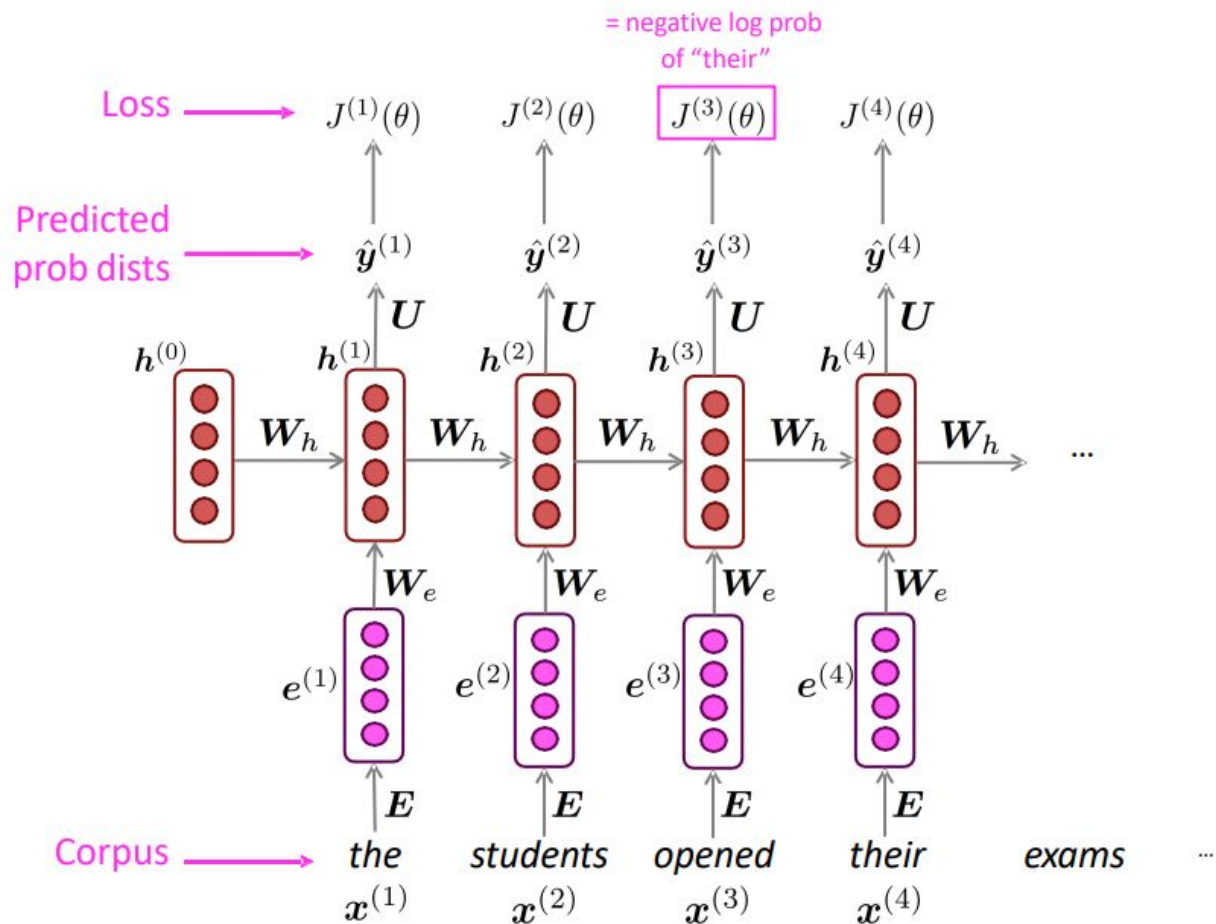 = negative log prob
of “their”
Loss J⁽¹⁾(θ) J⁽²⁾(θ) J⁽³⁾(θ) J⁽⁴⁾(θ)
Predicted
prob dists
ŷ⁽¹⁾ ŷ⁽²⁾ ŷ⁽³⁾ ŷ⁽⁴⁾
U U U U
h⁽⁰⁾ h⁽¹⁾ h⁽²⁾ h⁽³⁾ h⁽⁴⁾
Wₕ Wₕ Wₕ Wₕ Wₕ ...
Wₑ Wₑ Wₑ Wₑ
e⁽¹⁾ e⁽²⁾ e⁽³⁾ e⁽⁴⁾
E E E E
Corpus the students opened their exams ...
x⁽¹⁾ x⁽²⁾ x⁽³⁾ x⁽⁴⁾